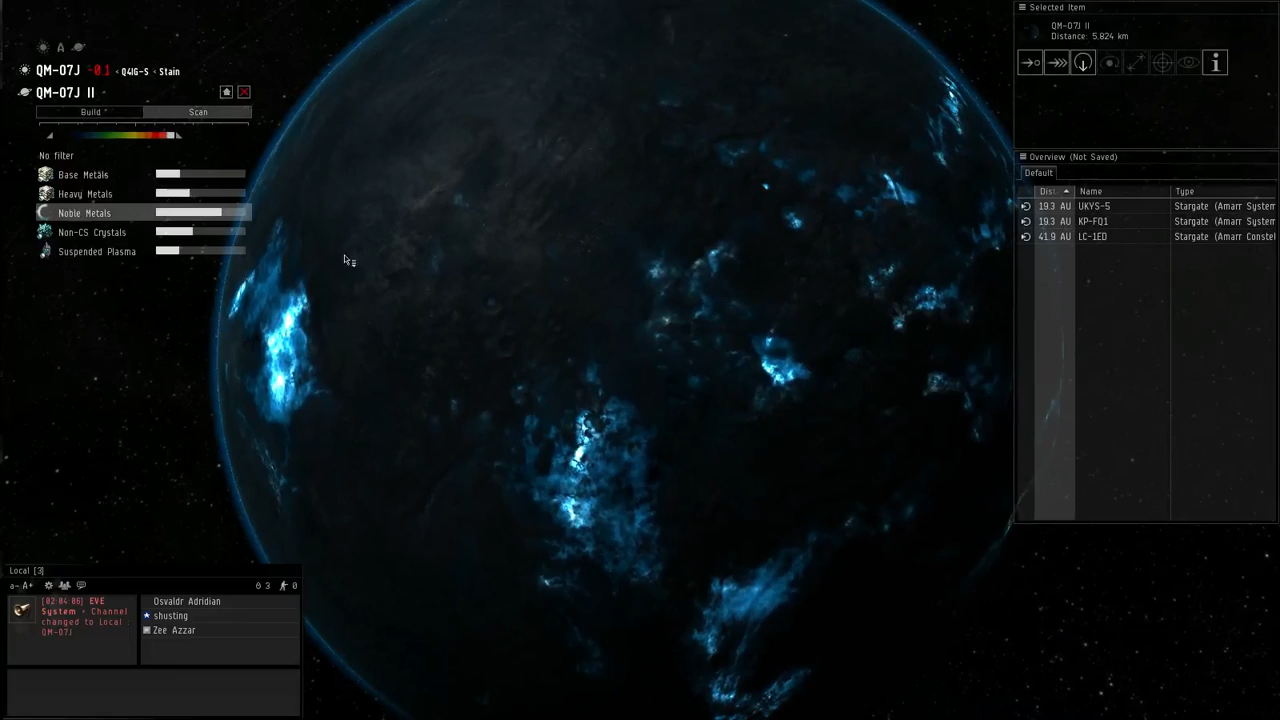 Selected Item
QM-07J II
Distance: 5.824 km
A
QM-07J -0.1 ‹ Q4IG-S ‹ Stain
QM-07J II
Build
Scan
No filter
Base Metals
Heavy Metals
Noble Metals
Non-CS Crystals
Suspended Plasma
Overview (Not Saved)
Default
Dist. Name Type
19.3 AU UKYS-5 Stargate (Amarr System
19.3 AU KP-FQ1 Stargate (Amarr System
41.9 AU LC-1ED Stargate (Amarr Constel
Local [3]
a- A+ 3 0
[02:04:06] EVE
System › Channel
changed to Local :
QM-07J
Osvaldr Adridian
shusting
Zee Azzar